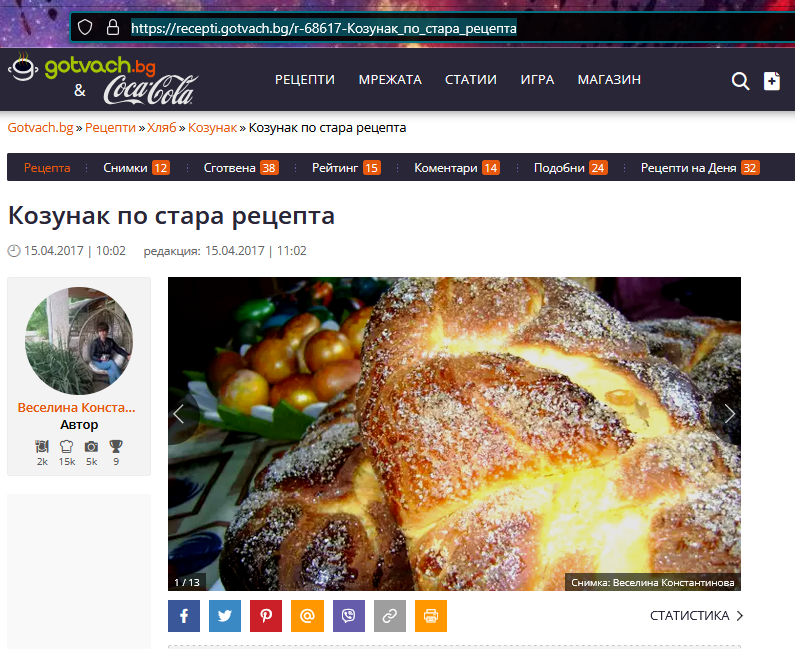 https://recepti.gotvach.bg/r-68617-Козунак_по_стара_рецепта
gotvach.bg
& Coca-Cola
РЕЦЕПТИ МРЕЖАТА СТАТИИ ИГРА МАГАЗИН
Gotvach.bg » Рецепти » Хляб » Козунак » Козунак по стара рецепта
Рецепта Снимки 12 Сготвена 38 Рейтинг 15 Коментари 14 Подобни 24 Рецепти на Деня 32
Козунак по стара рецепта
15.04.2017 | 10:02 редакция: 15.04.2017 | 11:02
Веселина Конста...
Автор
2k 15k 5k 9
1 / 13
Снимка: Веселина Константинова
СТАТИСТИКА